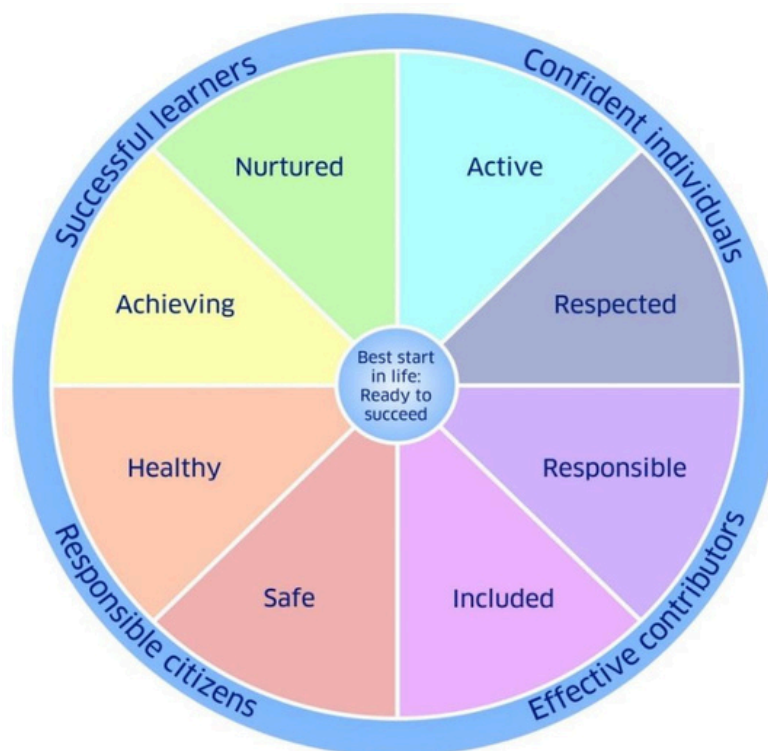 Successful learners
Confident individuals
Nurtured
Active
Achieving
Respected
Best start
in life:
Ready to
succeed
Healthy
Responsible
Safe
Included
Responsible citizens
Effective contributors